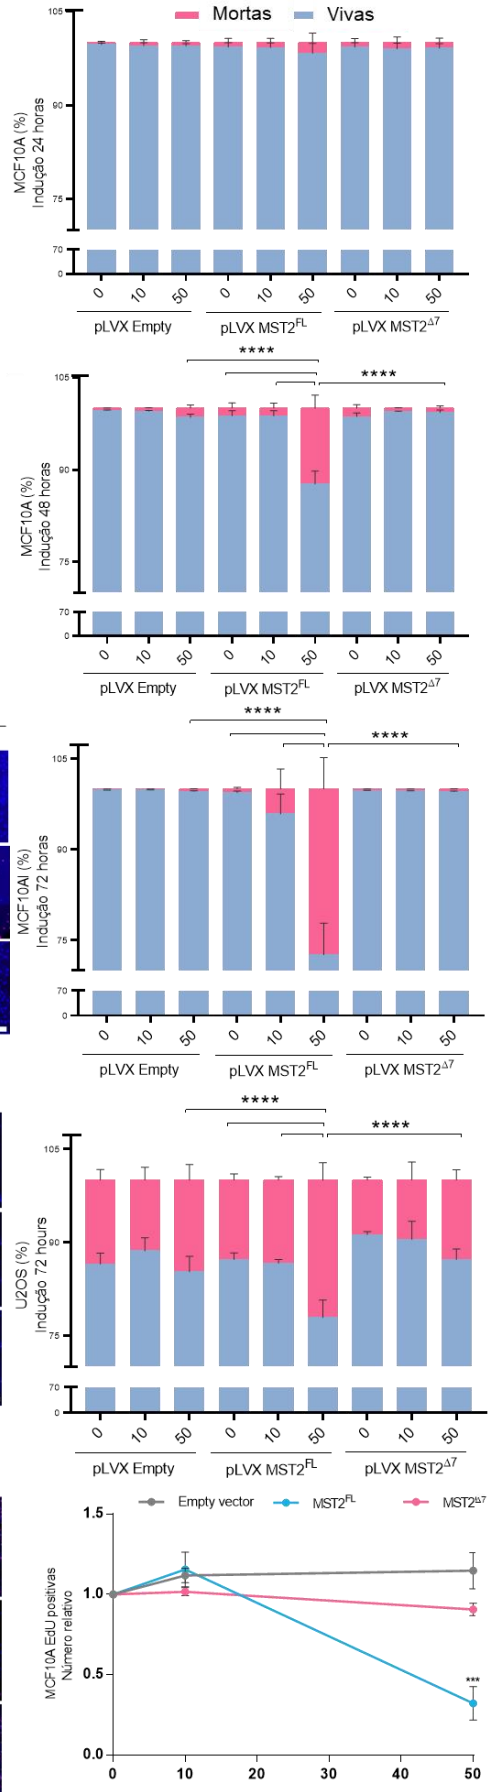 Mortas Vivas
105
90
75
70
0
MCF10A (%)
Indução 24 horas
0 10 50 0 10 50 0 10 50
pLVX Empty pLVX MST2FL pLVX MST2Δ7
****
****
105
90
75
70
0
MCF10A (%)
Indução 48 horas
0 10 50 0 10 50 0 10 50
pLVX Empty pLVX MST2FL pLVX MST2Δ7
****
****
105
90
75
70
0
MCF10AI (%)
Indução 72 horas
0 10 50 0 10 50 0 10 50
pLVX Empty pLVX MST2FL pLVX MST2Δ7
****
****
105
90
75
70
0
U2OS (%)
Indução 72 hours
0 10 50 0 10 50 0 10 50
pLVX Empty pLVX MST2FL pLVX MST2Δ7
Empty vector MST2FL MST2Δ7
1.5
1.0
0.5
0.0
MCF10A EdU positivas
Número relativo
***
0 10 20 30 40 50